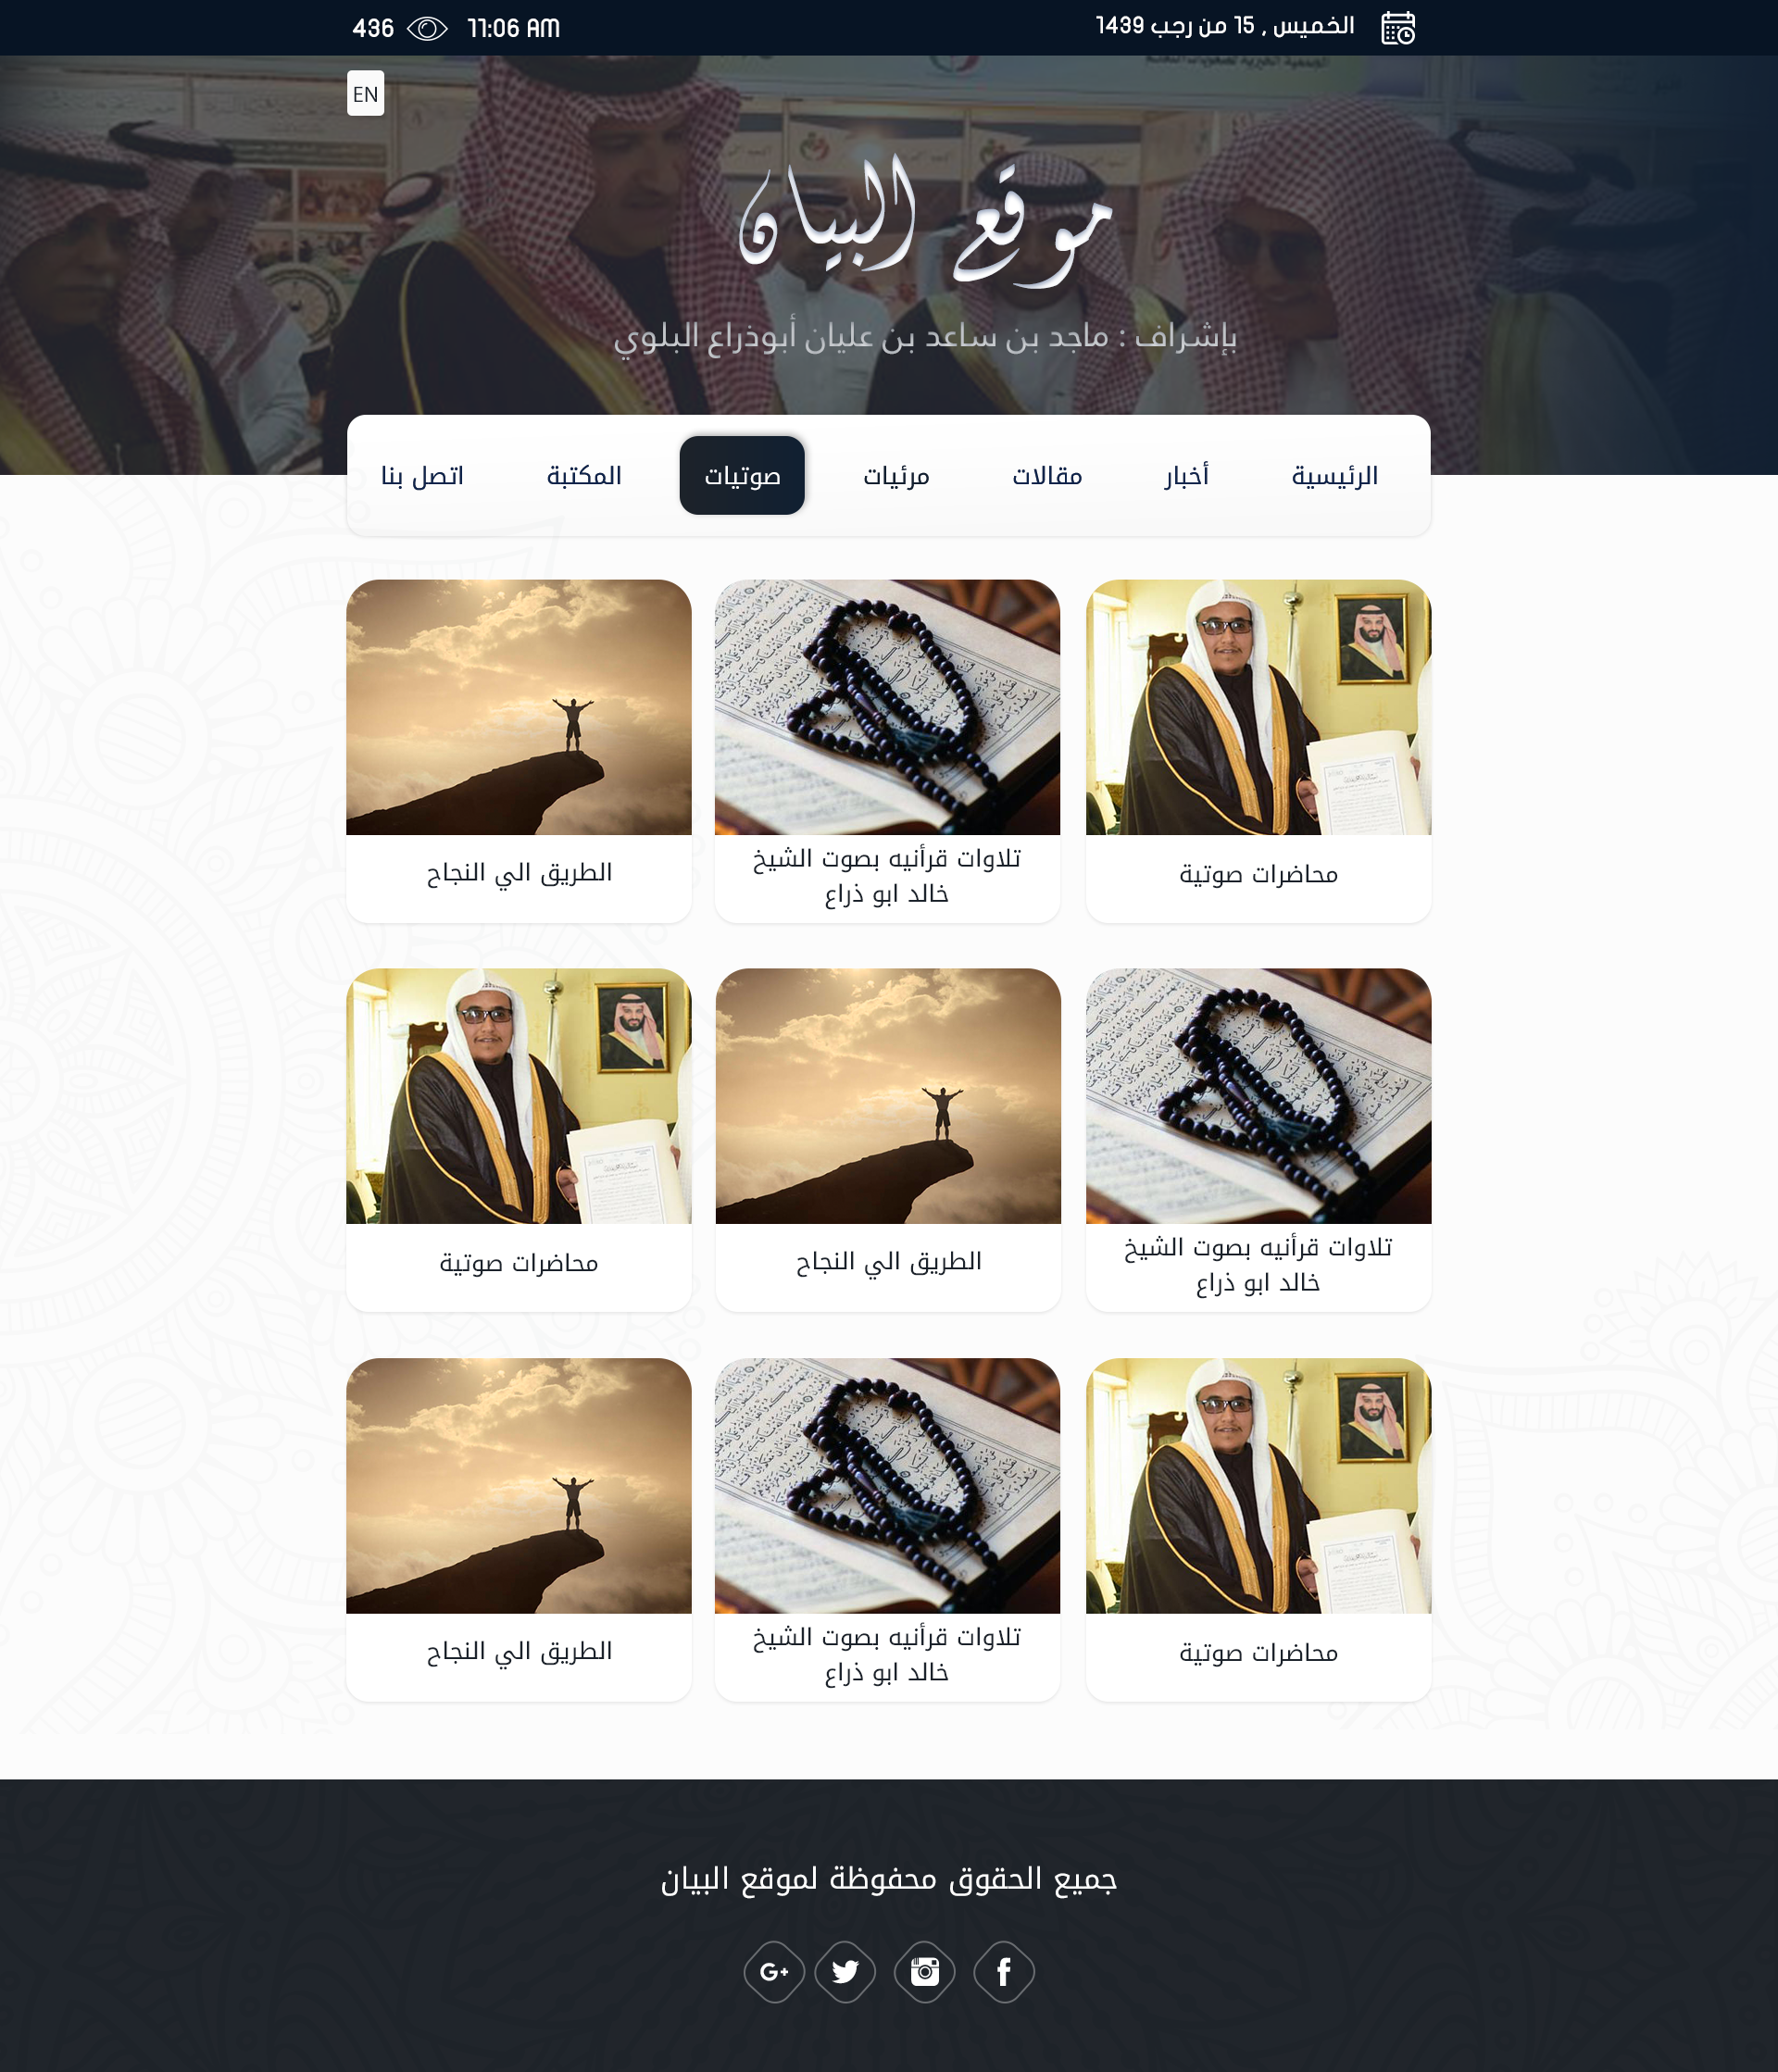 الخميس , 15 من رجب 1439
11:06 AM
436
EN
موقع البيان
بإشراف : ماجد بن ساعد بن عليان أبوذراع البلوي
الرئيسية
أخبار
مقالات
مرئيات
صوتيات
المكتبة
اتصل بنا
محاضرات صوتية
تلاوات قرأنيه بصوت الشيخ
خالد ابو ذراع
الطريق الي النجاح
تلاوات قرأنيه بصوت الشيخ
خالد ابو ذراع
الطريق الي النجاح
محاضرات صوتية
محاضرات صوتية
تلاوات قرأنيه بصوت الشيخ
خالد ابو ذراع
الطريق الي النجاح
جميع الحقوق محفوظة لموقع البيان